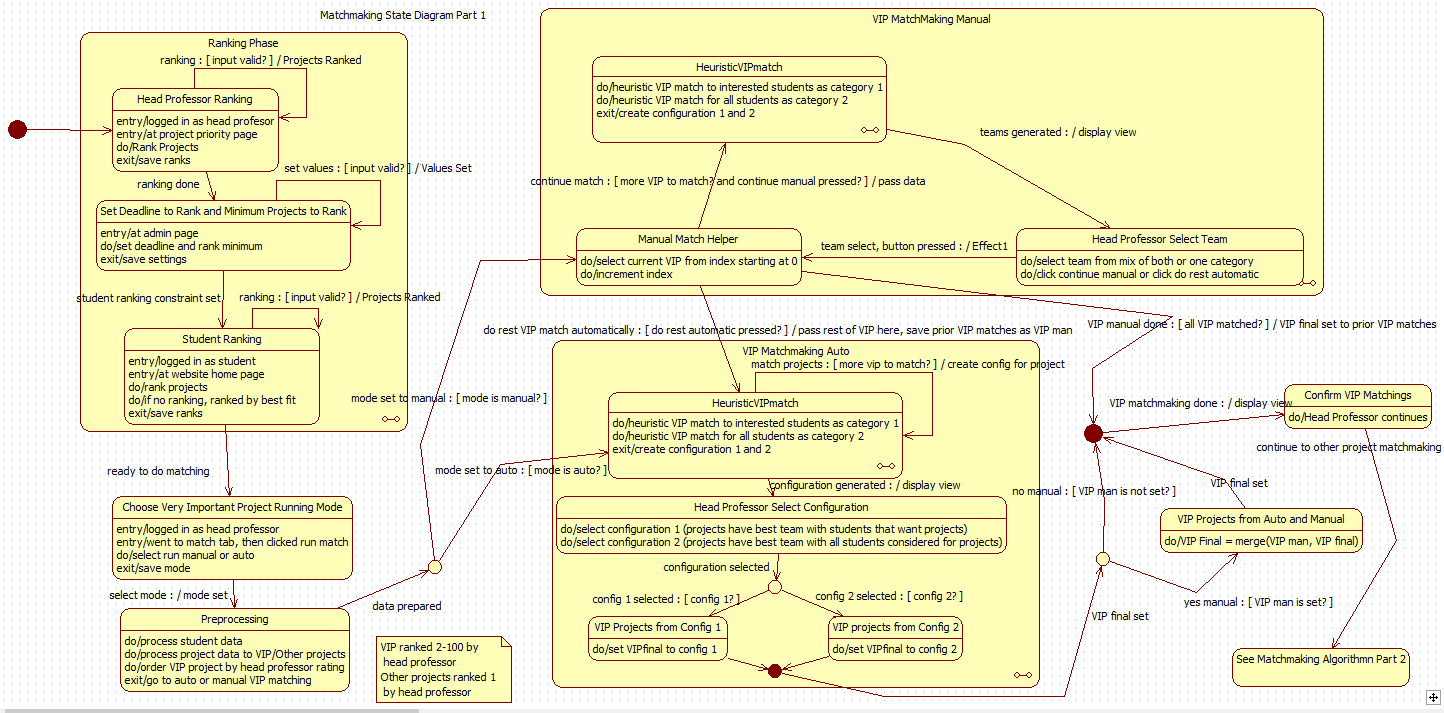 Matchmaking State Diagram Part 1
Ranking Phase
ranking : [ input valid? ] / Projects Ranked
Head Professor Ranking
entry/logged in as head profesor
entry/at project priority page
do/Rank Projects
exit/save ranks
ranking done
set values : [ input valid? ] / Values Set
Set Deadline to Rank and Minimum Projects to Rank
entry/at admin page
do/set deadline and rank minimum
exit/save settings
student ranking constraint set
ranking : [ input valid? ] / Projects Ranked
Student Ranking
entry/logged in as student
entry/at website home page
do/rank projects
do/if no ranking, ranked by best fit
exit/save ranks
ready to do matching
Choose Very Important Project Running Mode
entry/logged in as head professor
entry/went to match tab, then clicked run match
do/select run manual or auto
exit/save mode
select mode : / mode set
Preprocessing
do/process student data
do/process project data to VIP/Other projects
do/order VIP project by head professor rating
exit/go to auto or manual VIP matching
data prepared
VIP ranked 2-100 by
head professor
Other projects ranked 1
by head professor
mode set to manual : [ mode is manual? ]
mode set to auto : [ mode is auto? ]
VIP MatchMaking Manual
HeuristicVIPmatch
do/heuristic VIP match to interested students as category 1
do/heuristic VIP match for all students as category 2
exit/create configuration 1 and 2
teams generated : / display view
continue match : [ more VIP to match? and continue manual pressed? ] / pass data
Manual Match Helper
do/select current VIP from index starting at 0
do/increment index
team select, button pressed : / Effect1
Head Professor Select Team
do/select team from mix of both or one category
do/click continue manual or click do rest automatic
do rest VIP match automatically : [ do rest automatic pressed? ] / pass rest of VIP here, save prior VIP matches as VIP man
VIP manual done : [ all VIP matched? ] / VIP final set to prior VIP matches
VIP Matchmaking Auto
match projects : [ more vip to match? ] / create config for project
HeuristicVIPmatch
do/heuristic VIP match to interested students as category 1
do/heuristic VIP match for all students as category 2
exit/create configuration 1 and 2
configuration generated : / display view
Head Professor Select Configuration
do/select configuration 1 (projects have best team with students that want projects)
do/select configuration 2 (projects have best team with all students considered for projects)
configuration selected
config 1 selected : [ config 1? ]
config 2 selected : [ config 2? ]
VIP Projects from Config 1
do/set VIPfinal to config 1
VIP projects from Config 2
do/set VIPfinal to config 2
VIP final set
no manual : [ VIP man is not set? ]
yes manual : [ VIP man is set? ]
VIP Projects from Auto and Manual
do/VIP Final = merge(VIP man, VIP final)
VIP final set
VIP matchmaking done : / display view
Confirm VIP Matchings
do/Head Professor continues
continue to other project matchmaking
See Matchmaking Algorithmn Part 2